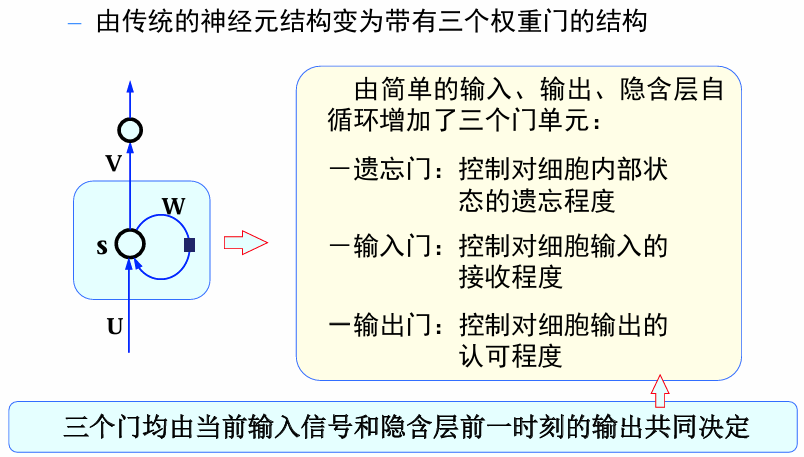 – 由传统的神经元结构变为带有三个权重门的结构
V
W
s
U
由简单的输入、输出、隐含层自
循环增加了三个门单元：
－遗忘门：控制对细胞内部状
态的遗忘程度
－输入门：控制对细胞输入的
接收程度
－输出门：控制对细胞输出的
认可程度
三个门均由当前输入信号和隐含层前一时刻的输出共同决定